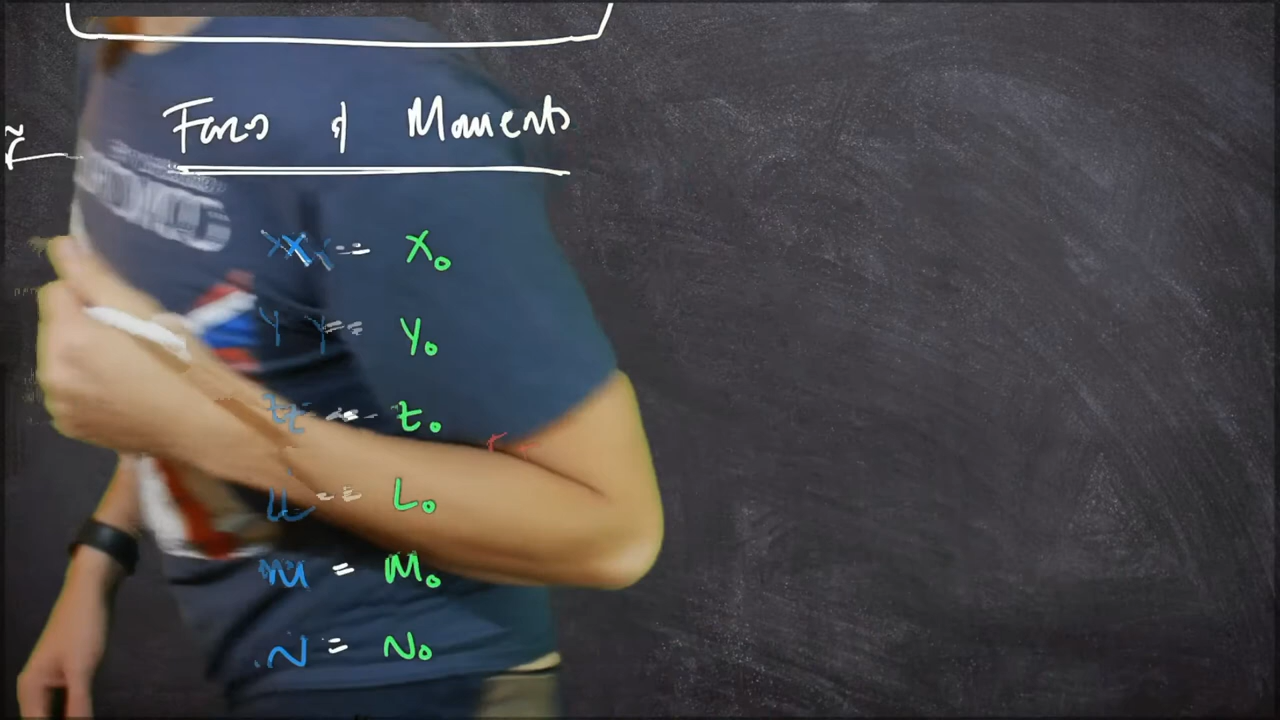 Forces & Moments
X = X₀
Y = Y₀
Z = Z₀
L = L₀
M = M₀
N = N₀